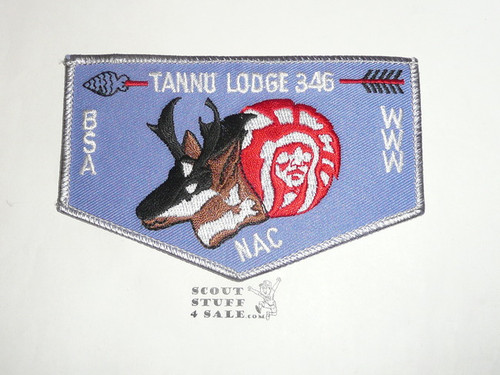 TANNU LODGE 346
BSA
WWW
NAC
SCOUT
STUFF
4 SALE.COM